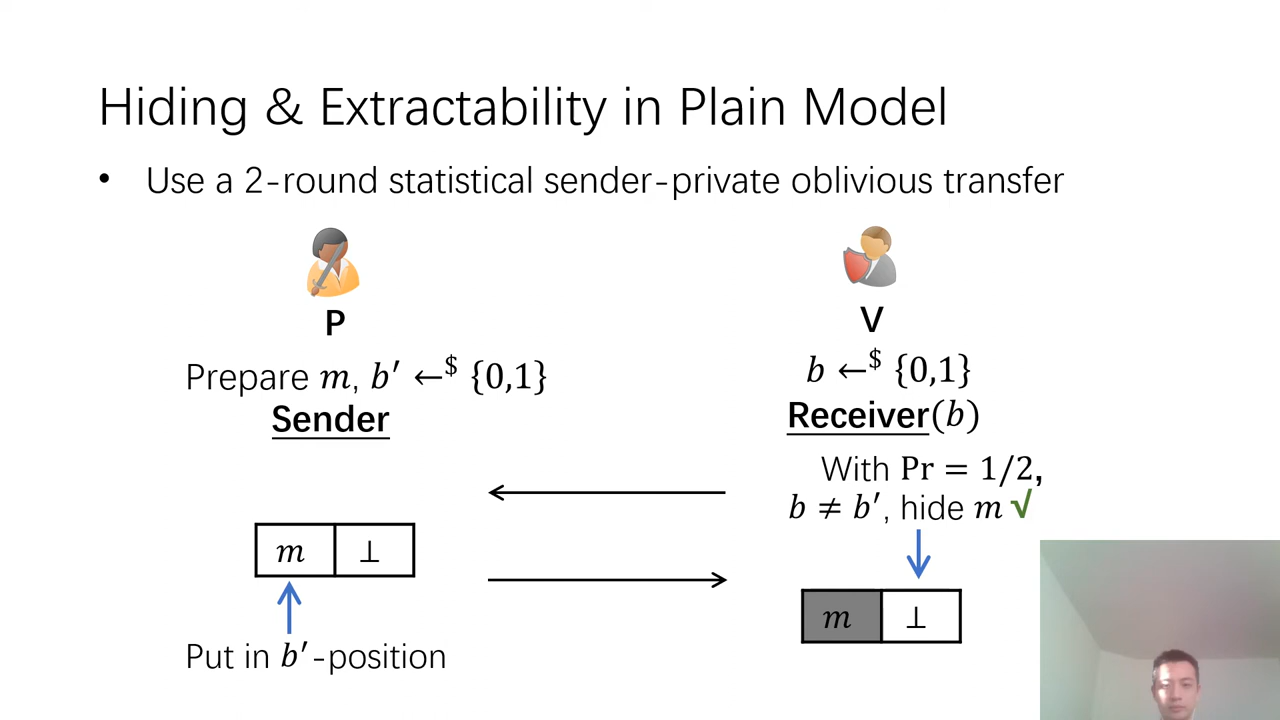 Hiding & Extractability in Plain Model
• Use a 2-round statistical sender-private oblivious transfer
P
V
Prepare m, b′ ←$ {0,1}
b ←$ {0,1}
Sender
Receiver(b)
With Pr = 1/2,
b ≠ b′, hide m √
m ⊥
m ⊥
Put in b′-position